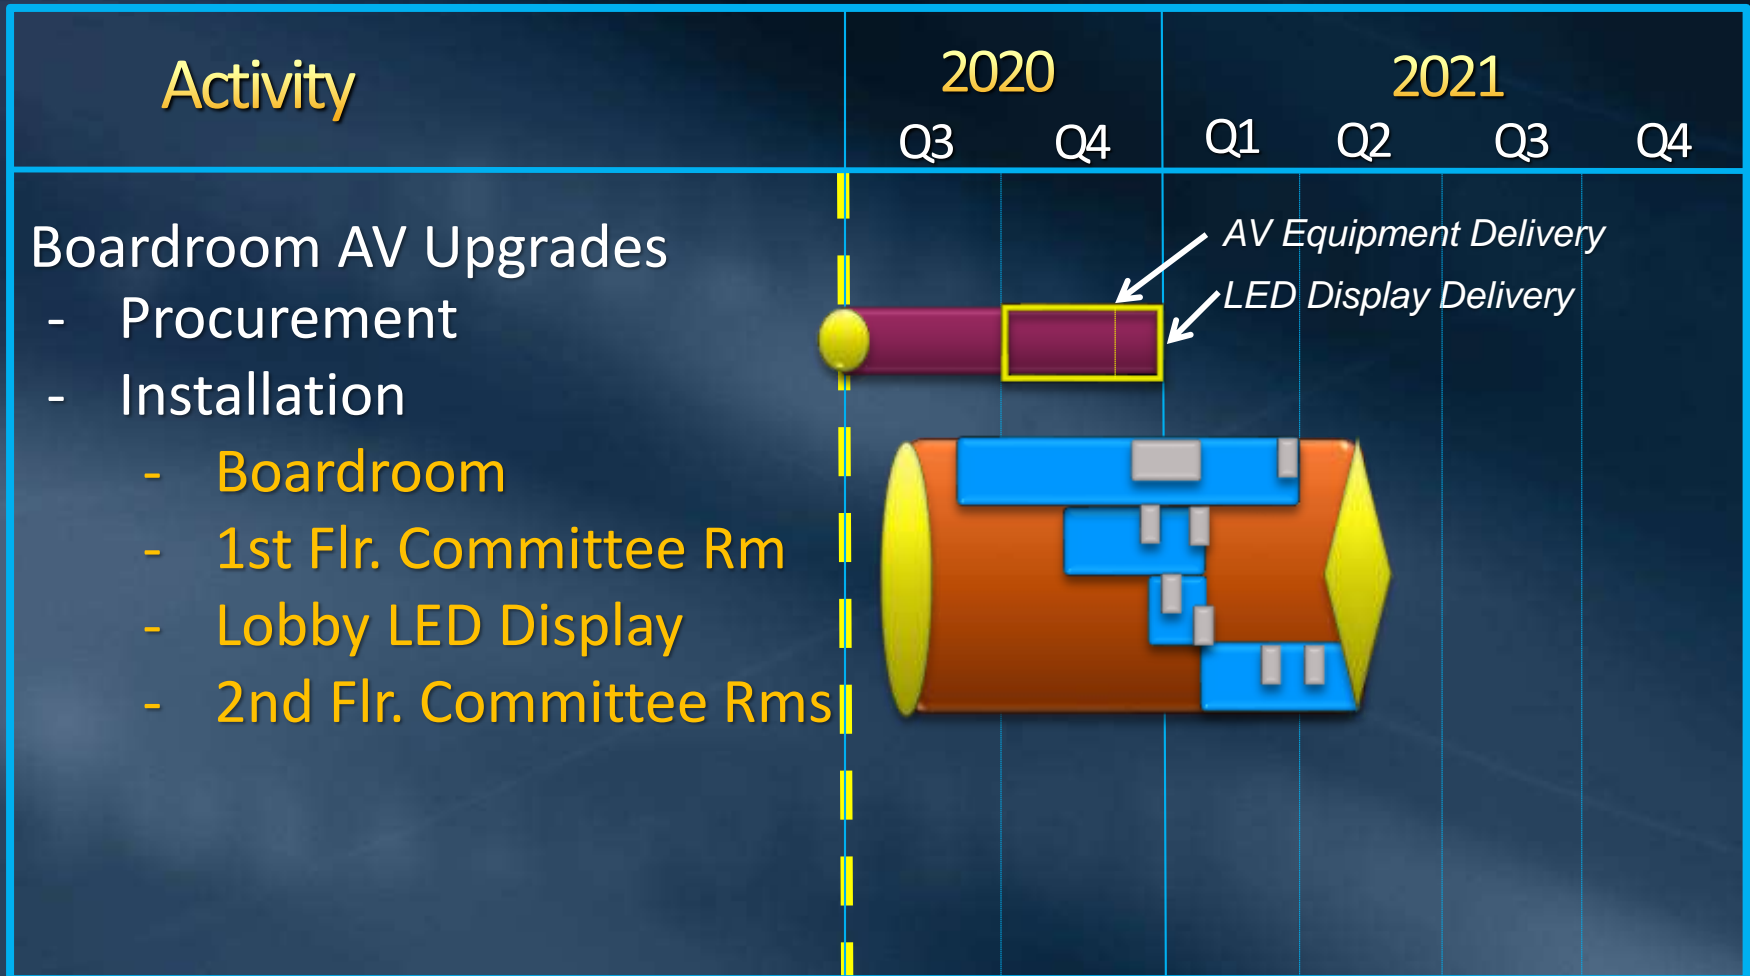 Activity
2020
2021
Q3
Q4
Q1
Q2
Q3
Q4
Boardroom AV Upgrades
- Procurement
- Installation
- Boardroom
- 1st Flr. Committee Rm
- Lobby LED Display
- 2nd Flr. Committee Rms
AV Equipment Delivery
LED Display Delivery